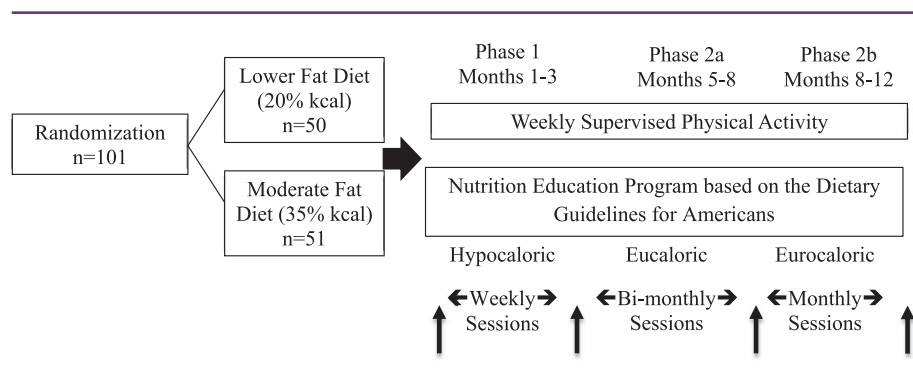 Randomization
n=101
Lower Fat Diet
(20% kcal)
n=50
Moderate Fat
Diet (35% kcal)
n=51
Phase 1
Months 1-3
Phase 2a
Months 5-8
Phase 2b
Months 8-12
Weekly Supervised Physical Activity
Nutrition Education Program based on the Dietary
Guidelines for Americans
Hypocaloric
Eucaloric
Eurocaloric
Weekly
Sessions
Bi-monthly
Sessions
Monthly
Sessions